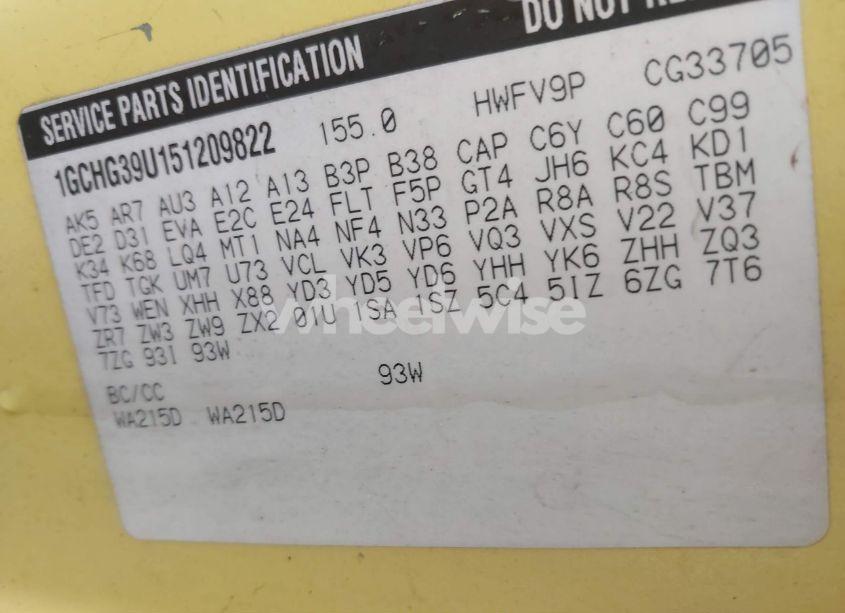 SERVICE PARTS IDENTIFICATION DO NOT
1GCHG39U151209822 155.0 HWFV9P CG33705
AK5 AR7 AU3 A12 A13 B3P B38 CAP C6Y C60 C99
DE2 D31 EVA E2C E24 FLT F5P GT4 JH6 KC4 KD1
K34 K68 LQ4 MT1 NA4 NF4 N33 P2A R8A R8S TBM
TFD TGK UM7 U73 VCL VK3 VP6 VQ3 VXS V22 V37
V73 WEN XHH X88 YD3 YD5 YD6 YHH YK6 ZHH ZQ3
ZR7 ZW3 ZW9 ZX2 01U 1SA 1SZ 5C4 51Z 6ZG 7T6
7ZG 931 93W
93W
BC/CC
WA215D WA215D
wheelwise